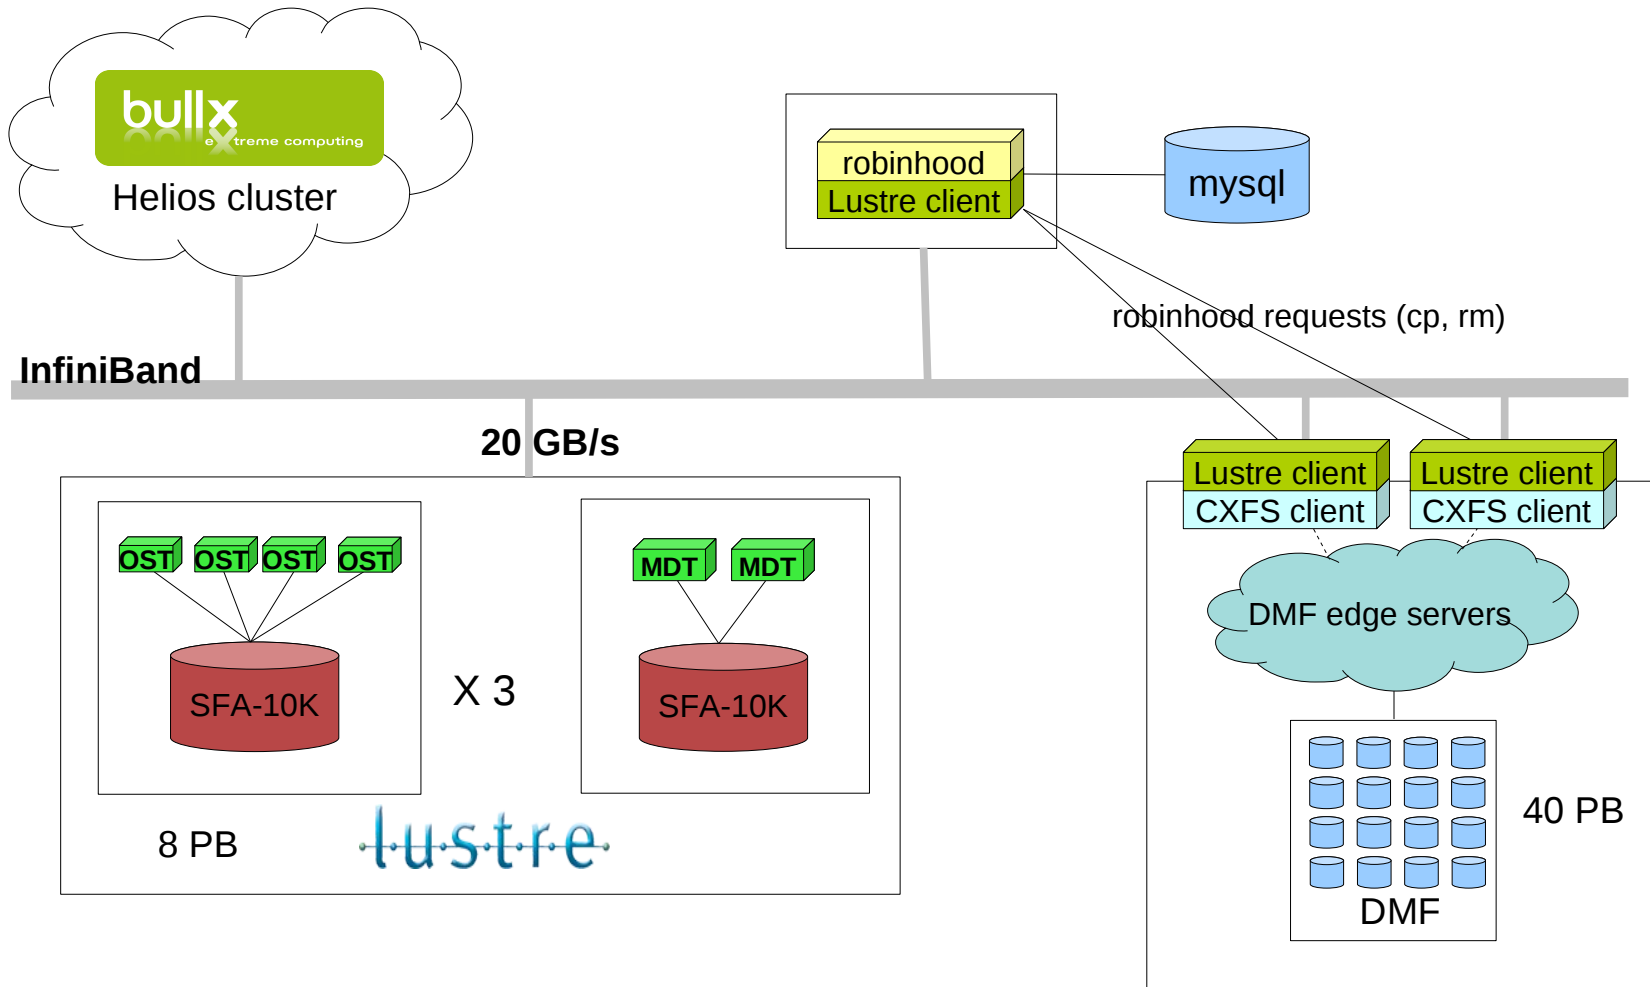 bullx
extreme computing
Helios cluster
robinhood
Lustre client
mysql
robinhood requests (cp, rm)
InfiniBand
20 GB/s
Lustre client
CXFS client
Lustre client
CXFS client
OST
OST
OST
OST
MDT
MDT
SFA-10K
X 3
SFA-10K
8 PB
lustre
DMF edge servers
40 PB
DMF